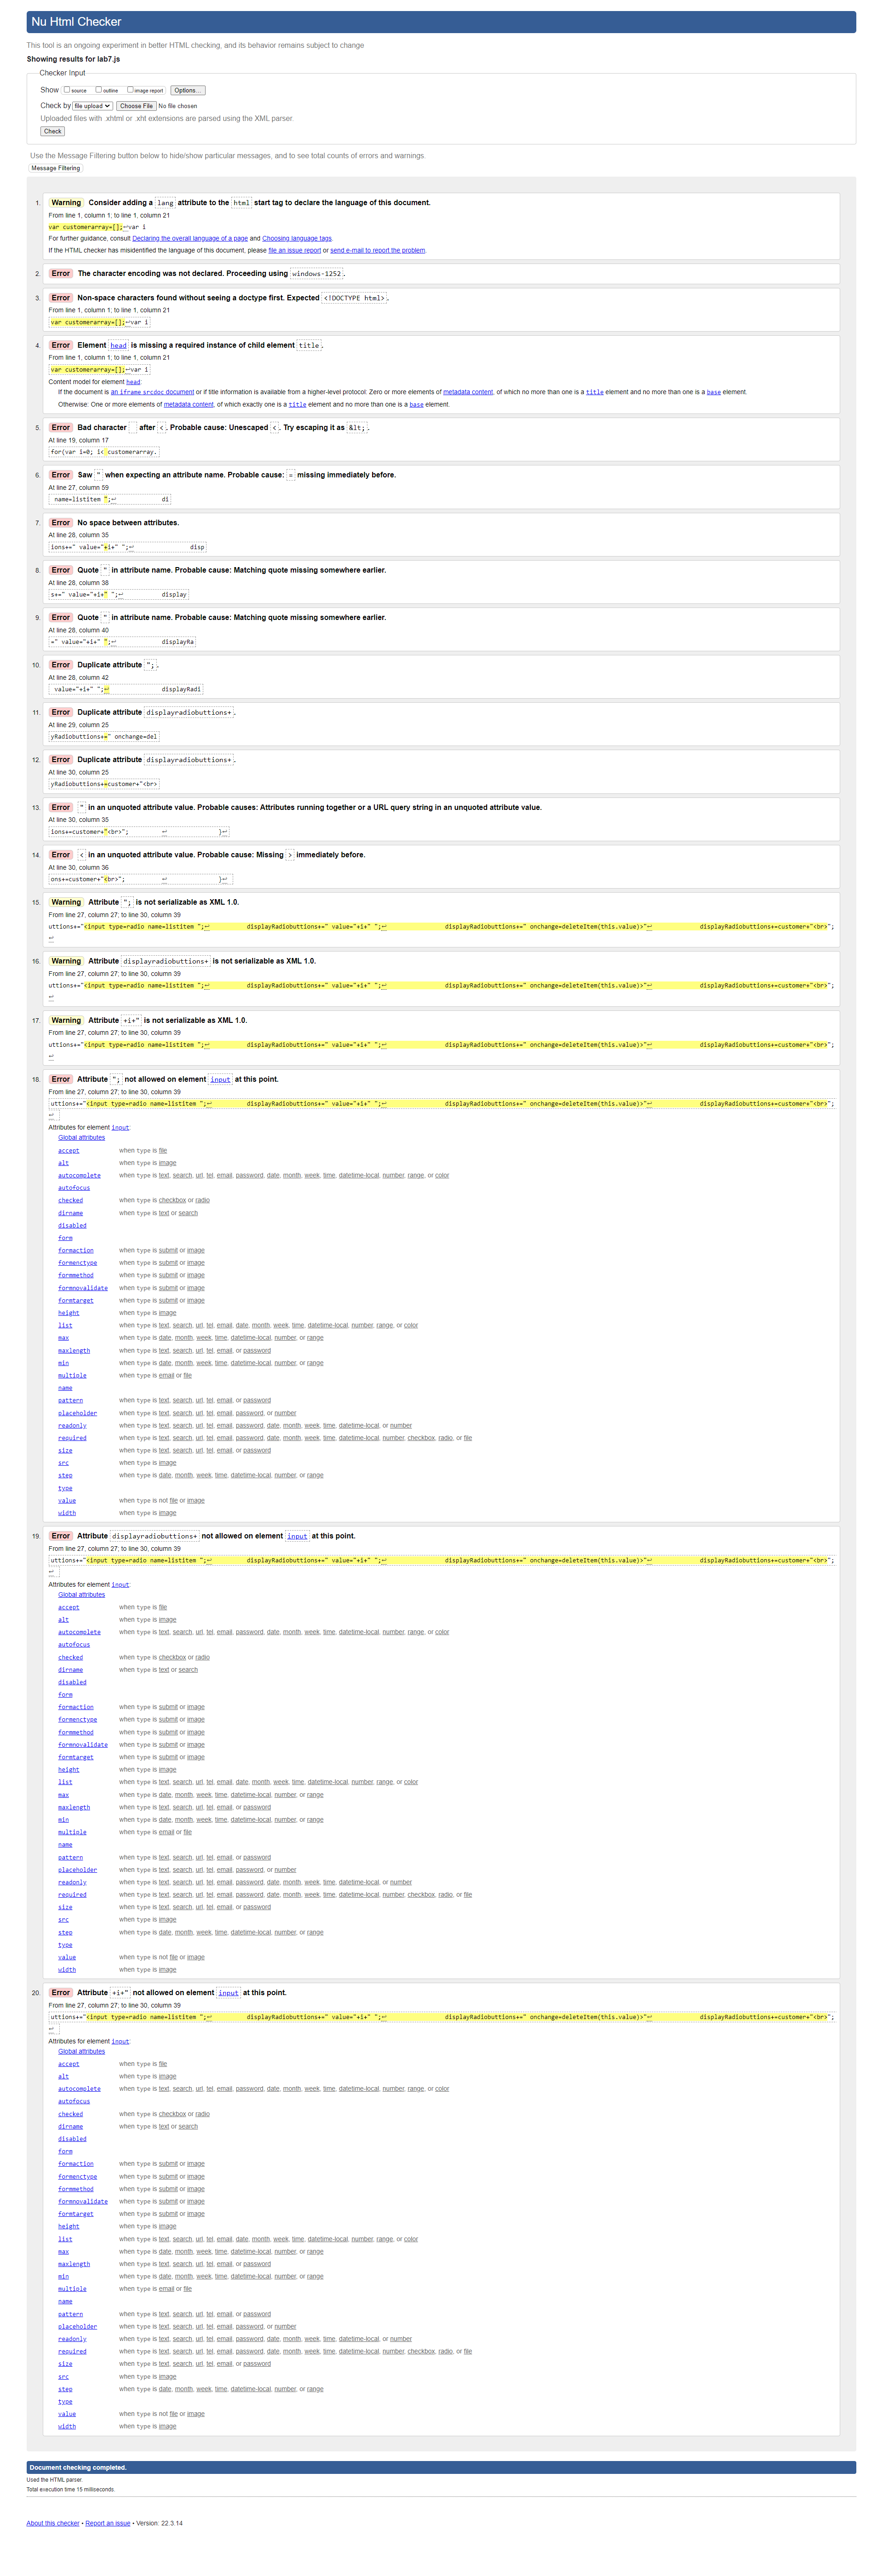 Nu Html Checker
This tool is an ongoing experiment in better HTML checking, and its behavior remains subject to change
Showing results for lab7.js
Checker Input
Show source outline image report Options...
Check by file upload Choose File No file chosen
Uploaded files with .xhtml or .xht extensions are parsed using the XML parser.
Check
Use the Message Filtering button below to hide/show particular messages, and to see total counts of errors and warnings.
Message Filtering
1. Warning Consider adding a lang attribute to the html start tag to declare the language of this document.
From line 1, column 1; to line 1, column 21
var customerarray=[];↩var i
For further guidance, consult Declaring the overall language of a page and Choosing language tags.
If the HTML checker has misidentified the language of this document, please file an issue report or send e-mail to report the problem.
2. Error The character encoding was not declared. Proceeding using windows-1252.
3. Error Non-space characters found without seeing a doctype first. Expected <!DOCTYPE html>.
From line 1, column 1; to line 1, column 21
var customerarray=[];↩var i
4. Error Element head is missing a required instance of child element title.
From line 1, column 1; to line 1, column 21
var customerarray=[];↩var i
Content model for element head:
If the document is an iframe srcdoc document or if title information is available from a higher-level protocol: Zero or more elements of metadata content, of which no more than one is a title element and no more than one is a base element.
Otherwise: One or more elements of metadata content, of which exactly one is a title element and no more than one is a base element.
5. Error Bad character after <. Probable cause: Unescaped <. Try escaping it as &lt;.
At line 19, column 17
for(var i=0; i< customerarray.
6. Error Saw " when expecting an attribute name. Probable cause: = missing immediately before.
At line 27, column 59
name=listitem ";↩ di
7. Error No space between attributes.
At line 28, column 35
ions+=" value="+i+" ";↩ disp
8. Error Quote " in attribute name. Probable cause: Matching quote missing somewhere earlier.
At line 28, column 38
s+=" value="+i+" ";↩ display
9. Error Quote " in attribute name. Probable cause: Matching quote missing somewhere earlier.
At line 28, column 40
=" value="+i+" ";↩ displayRa
10. Error Duplicate attribute ";.
At line 28, column 42
value="+i+" ";↩ displayRadi
11. Error Duplicate attribute displayradiobuttions+.
At line 29, column 25
yRadiobuttions+=" onchange=del
12. Error Duplicate attribute displayradiobuttions+.
At line 30, column 25
yRadiobuttions+=customer+"<br>
13. Error " in an unquoted attribute value. Probable causes: Attributes running together or a URL query string in an unquoted attribute value.
At line 30, column 35
ions+=customer+"<br>"; ↩ }↩
14. Error < in an unquoted attribute value. Probable cause: Missing > immediately before.
At line 30, column 36
ons+=customer+"<br>"; ↩ }↩
15. Warning Attribute "; is not serializable as XML 1.0.
From line 27, column 27; to line 30, column 39
uttions+="<input type=radio name=listitem ";↩ displayRadiobuttions+=" value="+i+" ";↩ displayRadiobuttions+=" onchange=deleteItem(this.value)>"↩ displayRadiobuttions+=customer+"<br>";
↩
16. Warning Attribute displayradiobuttions+ is not serializable as XML 1.0.
From line 27, column 27; to line 30, column 39
uttions+="<input type=radio name=listitem ";↩ displayRadiobuttions+=" value="+i+" ";↩ displayRadiobuttions+=" onchange=deleteItem(this.value)>"↩ displayRadiobuttions+=customer+"<br>";
↩
17. Warning Attribute +i+" is not serializable as XML 1.0.
From line 27, column 27; to line 30, column 39
uttions+="<input type=radio name=listitem ";↩ displayRadiobuttions+=" value="+i+" ";↩ displayRadiobuttions+=" onchange=deleteItem(this.value)>"↩ displayRadiobuttions+=customer+"<br>";
↩
18. Error Attribute "; not allowed on element input at this point.
From line 27, column 27; to line 30, column 39
uttions+="<input type=radio name=listitem ";↩ displayRadiobuttions+=" value="+i+" ";↩ displayRadiobuttions+=" onchange=deleteItem(this.value)>"↩ displayRadiobuttions+=customer+"<br>";
↩
Attributes for element input:
Global attributes
accept when type is file
alt when type is image
autocomplete when type is text, search, url, tel, email, password, date, month, week, time, datetime-local, number, range, or color
autofocus
checked when type is checkbox or radio
dirname when type is text or search
disabled
form
formaction when type is submit or image
formenctype when type is submit or image
formmethod when type is submit or image
formnovalidate when type is submit or image
formtarget when type is submit or image
height when type is image
list when type is text, search, url, tel, email, date, month, week, time, datetime-local, number, range, or color
max when type is date, month, week, time, datetime-local, number, or range
maxlength when type is text, search, url, tel, email, or password
min when type is date, month, week, time, datetime-local, number, or range
multiple when type is email or file
name
pattern when type is text, search, url, tel, email, or password
placeholder when type is text, search, url, tel, email, password, or number
readonly when type is text, search, url, tel, email, password, date, month, week, time, datetime-local, or number
required when type is text, search, url, tel, email, password, date, month, week, time, datetime-local, number, checkbox, radio, or file
size when type is text, search, url, tel, email, or password
src when type is image
step when type is date, month, week, time, datetime-local, number, or range
type
value when type is not file or image
width when type is image
19. Error Attribute displayradiobuttions+ not allowed on element input at this point.
From line 27, column 27; to line 30, column 39
uttions+="<input type=radio name=listitem ";↩ displayRadiobuttions+=" value="+i+" ";↩ displayRadiobuttions+=" onchange=deleteItem(this.value)>"↩ displayRadiobuttions+=customer+"<br>";
↩
Attributes for element input:
Global attributes
accept when type is file
alt when type is image
autocomplete when type is text, search, url, tel, email, password, date, month, week, time, datetime-local, number, range, or color
autofocus
checked when type is checkbox or radio
dirname when type is text or search
disabled
form
formaction when type is submit or image
formenctype when type is submit or image
formmethod when type is submit or image
formnovalidate when type is submit or image
formtarget when type is submit or image
height when type is image
list when type is text, search, url, tel, email, date, month, week, time, datetime-local, number, range, or color
max when type is date, month, week, time, datetime-local, number, or range
maxlength when type is text, search, url, tel, email, or password
min when type is date, month, week, time, datetime-local, number, or range
multiple when type is email or file
name
pattern when type is text, search, url, tel, email, or password
placeholder when type is text, search, url, tel, email, password, or number
readonly when type is text, search, url, tel, email, password, date, month, week, time, datetime-local, or number
required when type is text, search, url, tel, email, password, date, month, week, time, datetime-local, number, checkbox, radio, or file
size when type is text, search, url, tel, email, or password
src when type is image
step when type is date, month, week, time, datetime-local, number, or range
type
value when type is not file or image
width when type is image
20. Error Attribute +i+" not allowed on element input at this point.
From line 27, column 27; to line 30, column 39
uttions+="<input type=radio name=listitem ";↩ displayRadiobuttions+=" value="+i+" ";↩ displayRadiobuttions+=" onchange=deleteItem(this.value)>"↩ displayRadiobuttions+=customer+"<br>";
↩
Attributes for element input:
Global attributes
accept when type is file
alt when type is image
autocomplete when type is text, search, url, tel, email, password, date, month, week, time, datetime-local, number, range, or color
autofocus
checked when type is checkbox or radio
dirname when type is text or search
disabled
form
formaction when type is submit or image
formenctype when type is submit or image
formmethod when type is submit or image
formnovalidate when type is submit or image
formtarget when type is submit or image
height when type is image
list when type is text, search, url, tel, email, date, month, week, time, datetime-local, number, range, or color
max when type is date, month, week, time, datetime-local, number, or range
maxlength when type is text, search, url, tel, email, or password
min when type is date, month, week, time, datetime-local, number, or range
multiple when type is email or file
name
pattern when type is text, search, url, tel, email, or password
placeholder when type is text, search, url, tel, email, password, or number
readonly when type is text, search, url, tel, email, password, date, month, week, time, datetime-local, or number
required when type is text, search, url, tel, email, password, date, month, week, time, datetime-local, number, checkbox, radio, or file
size when type is text, search, url, tel, email, or password
src when type is image
step when type is date, month, week, time, datetime-local, number, or range
type
value when type is not file or image
width when type is image
Document checking completed.
Used the HTML parser.
Total execution time 15 milliseconds.
About this checker • Report an issue • Version: 22.3.14